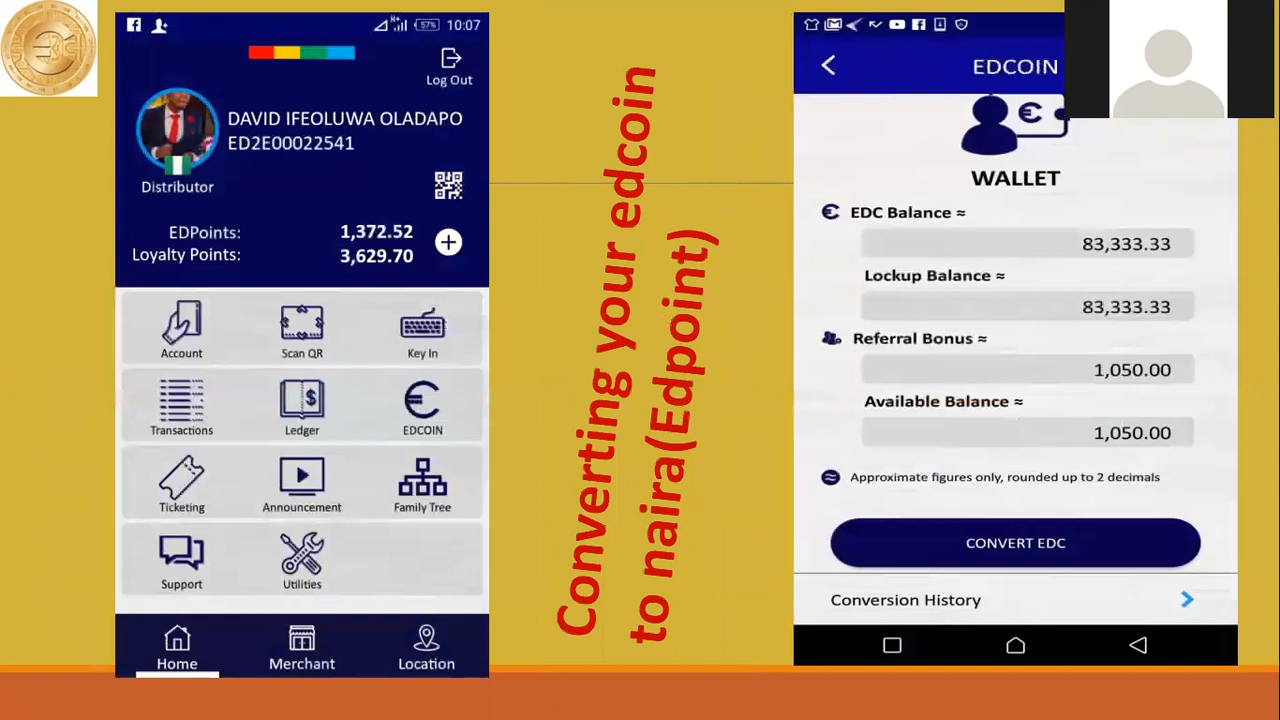 57%
10:07
Log Out
DAVID IFEOLUWA OLADAPO
ED2E00022541
Distributor
EDPoints: 1,372.52
Loyalty Points: 3,629.70
Account
Scan QR
Key In
Transactions
Ledger
EDCOIN
Ticketing
Announcement
Family Tree
Support
Utilities
Home
Merchant
Location
Converting your edcoin
to naira(Edpoint)
EDCOIN
WALLET
EDC Balance ≈
83,333.33
Lockup Balance ≈
83,333.33
Referral Bonus ≈
1,050.00
Available Balance ≈
1,050.00
Approximate figures only, rounded up to 2 decimals
CONVERT EDC
Conversion History